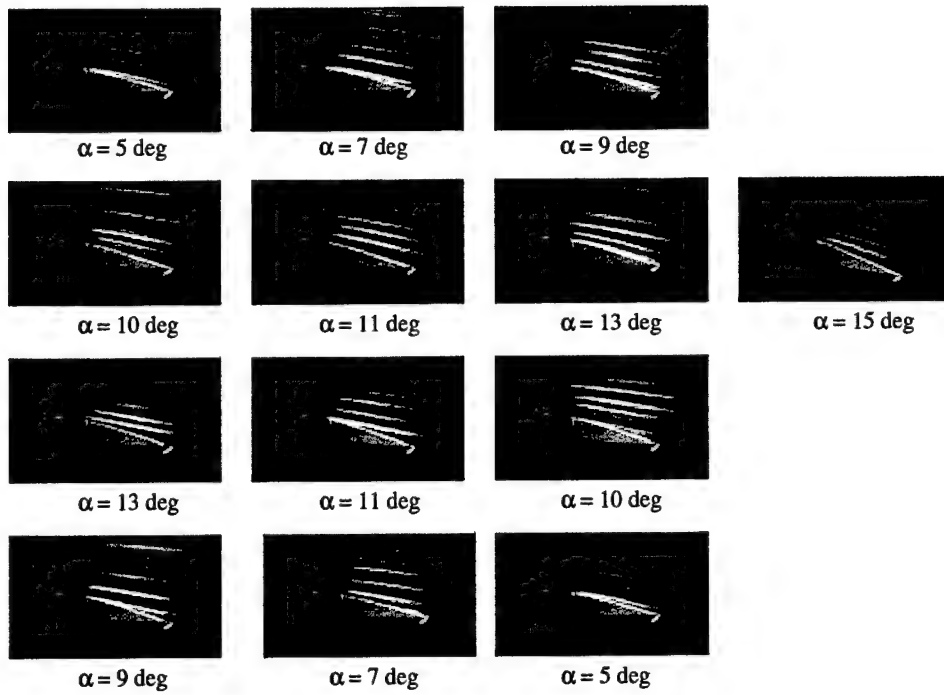 α = 5 deg
α = 7 deg
α = 9 deg
α = 10 deg
α = 11 deg
α = 13 deg
α = 15 deg
α = 13 deg
α = 11 deg
α = 10 deg
α = 9 deg
α = 7 deg
α = 5 deg